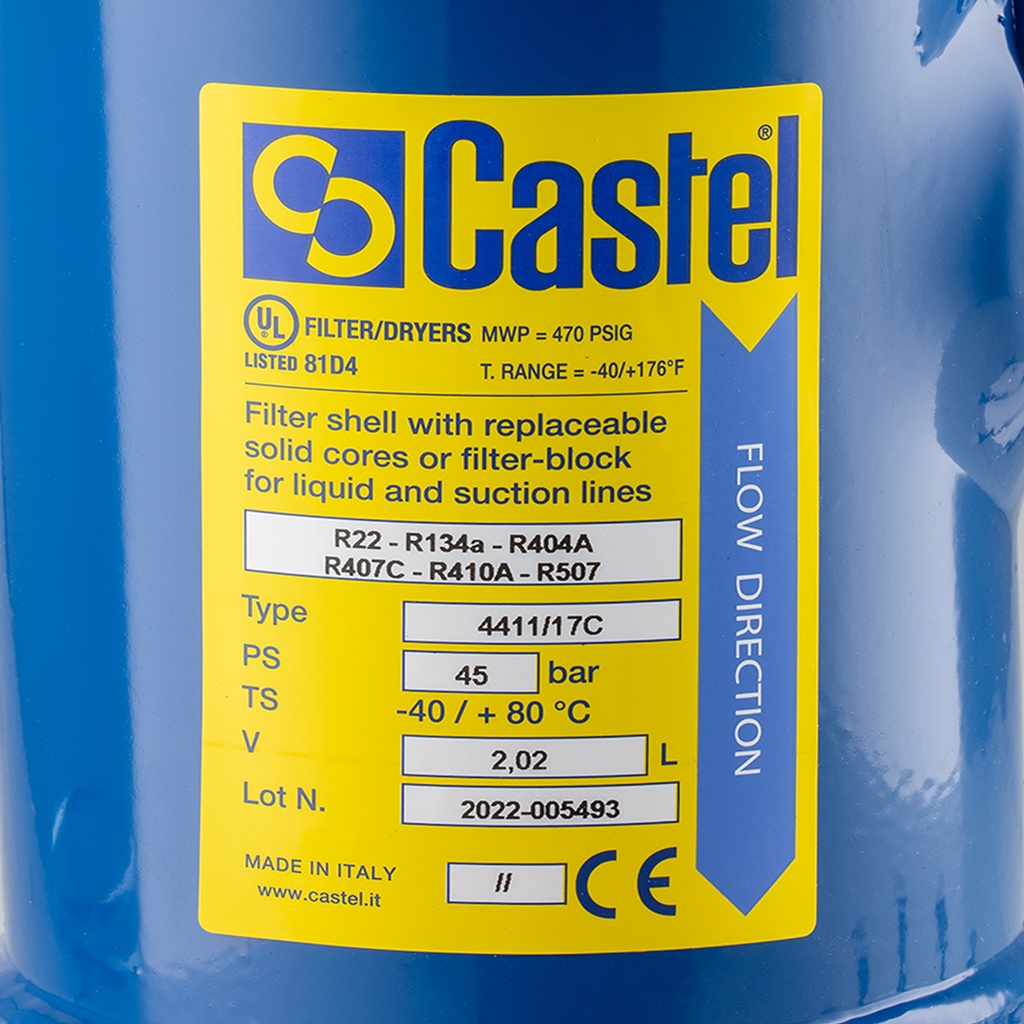 Castel®
UL® FILTER/DRYERS MWP = 470 PSIG
LISTED 81D4 T. RANGE = -40/+176°F
Filter shell with replaceable
solid cores or filter-block
for liquid and suction lines
R22 - R134a - R404A
R407C - R410A - R507
Type 4411/17C
PS 45 bar
TS -40 / + 80 °C
V 2,02 L
Lot N. 2022-005493
MADE IN ITALY
www.castel.it
// CE
FLOW DIRECTION